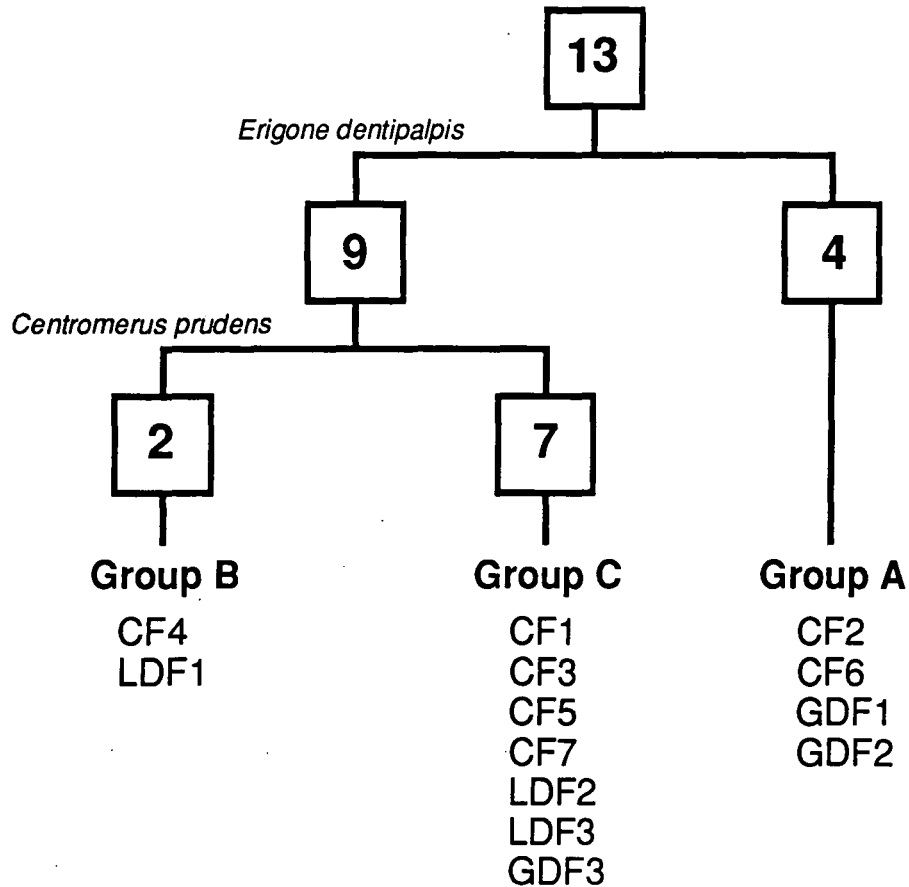 13
Erigone dentipalpis
9
4
Centromerus prudens
2
7
Group B
CF4
LDF1
Group C
CF1
CF3
CF5
CF7
LDF2
LDF3
GDF3
Group A
CF2
CF6
GDF1
GDF2